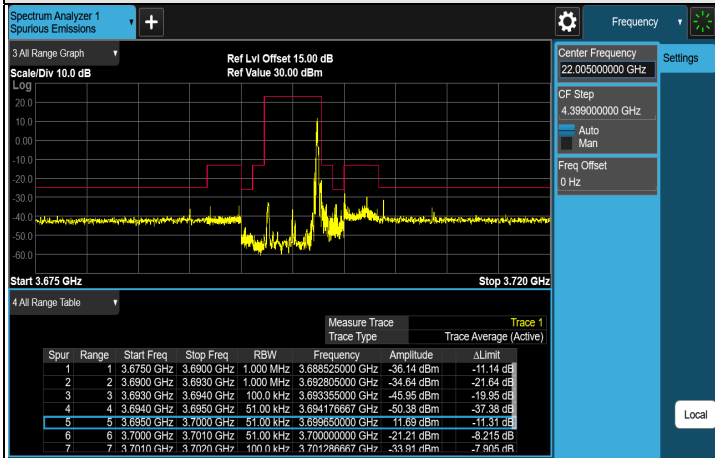 Spectrum Analyzer 1
Spurious Emissions
+
Frequency
3 All Range Graph
Ref Lvl Offset 15.00 dB
Scale/Div 10.0 dB
Ref Value 30.00 dBm
Log
20.0
10.0
0.00
-10.0
-20.0
-30.0
-40.0
-50.0
-60.0
Start 3.675 GHz
Stop 3.720 GHz
Center Frequency
22.005000000 GHz
Settings
CF Step
4.399000000 GHz
Auto
Man
Freq Offset
0 Hz
Local
4 All Range Table
Measure Trace Trace 1
Trace Type Trace Average (Active)
Spur Range Start Freq Stop Freq RBW Frequency Amplitude ΔLimit
1 1 3.6750 GHz 3.6900 GHz 1.000 MHz 3.688525000 GHz -36.14 dBm -11.14 dB
2 2 3.6900 GHz 3.6930 GHz 1.000 MHz 3.692805000 GHz -34.64 dBm -21.64 dB
3 3 3.6930 GHz 3.6940 GHz 100.0 kHz 3.693355000 GHz -45.95 dBm -19.95 dB
4 4 3.6940 GHz 3.6950 GHz 51.00 kHz 3.694176667 GHz -50.38 dBm -37.38 dB
5 5 3.6950 GHz 3.7000 GHz 51.00 kHz 3.699650000 GHz 11.69 dBm -11.31 dB
6 6 3.7000 GHz 3.7010 GHz 51.00 kHz 3.700000000 GHz -21.21 dBm -8.215 dB
7 7 3.7010 GHz 3.7020 GHz 100.0 kHz 3.701286667 GHz -33.91 dBm -7.905 dB